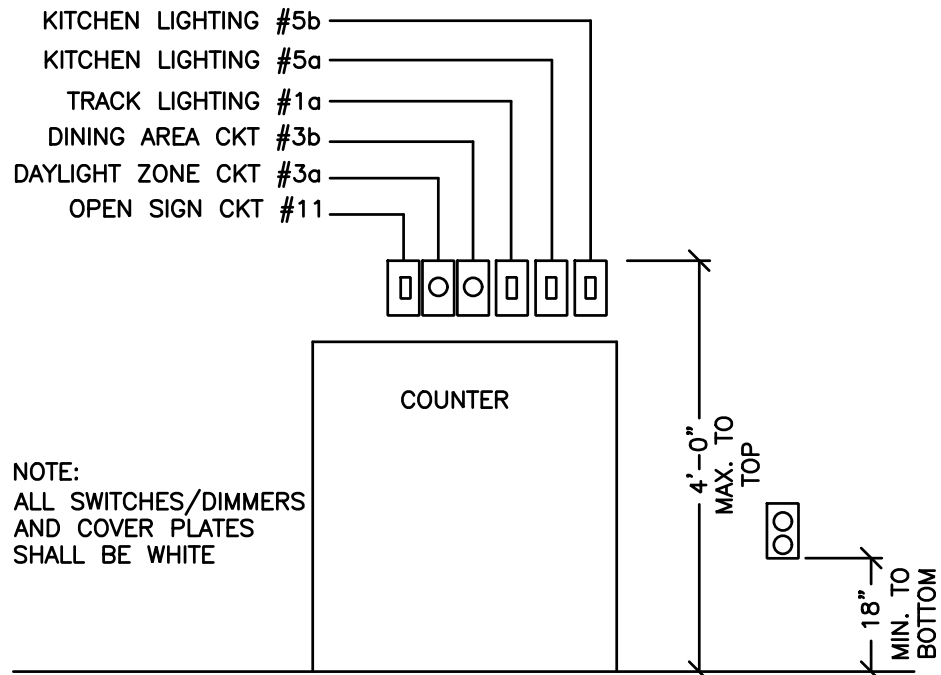 KITCHEN LIGHTING #5b
KITCHEN LIGHTING #5a
TRACK LIGHTING #1a
DINING AREA CKT #3b
DAYLIGHT ZONE CKT #3a
OPEN SIGN CKT #11
COUNTER
NOTE:
ALL SWITCHES/DIMMERS
AND COVER PLATES
SHALL BE WHITE
4'-0"
MAX. TO
TOP
18"
MIN. TO
BOTTOM